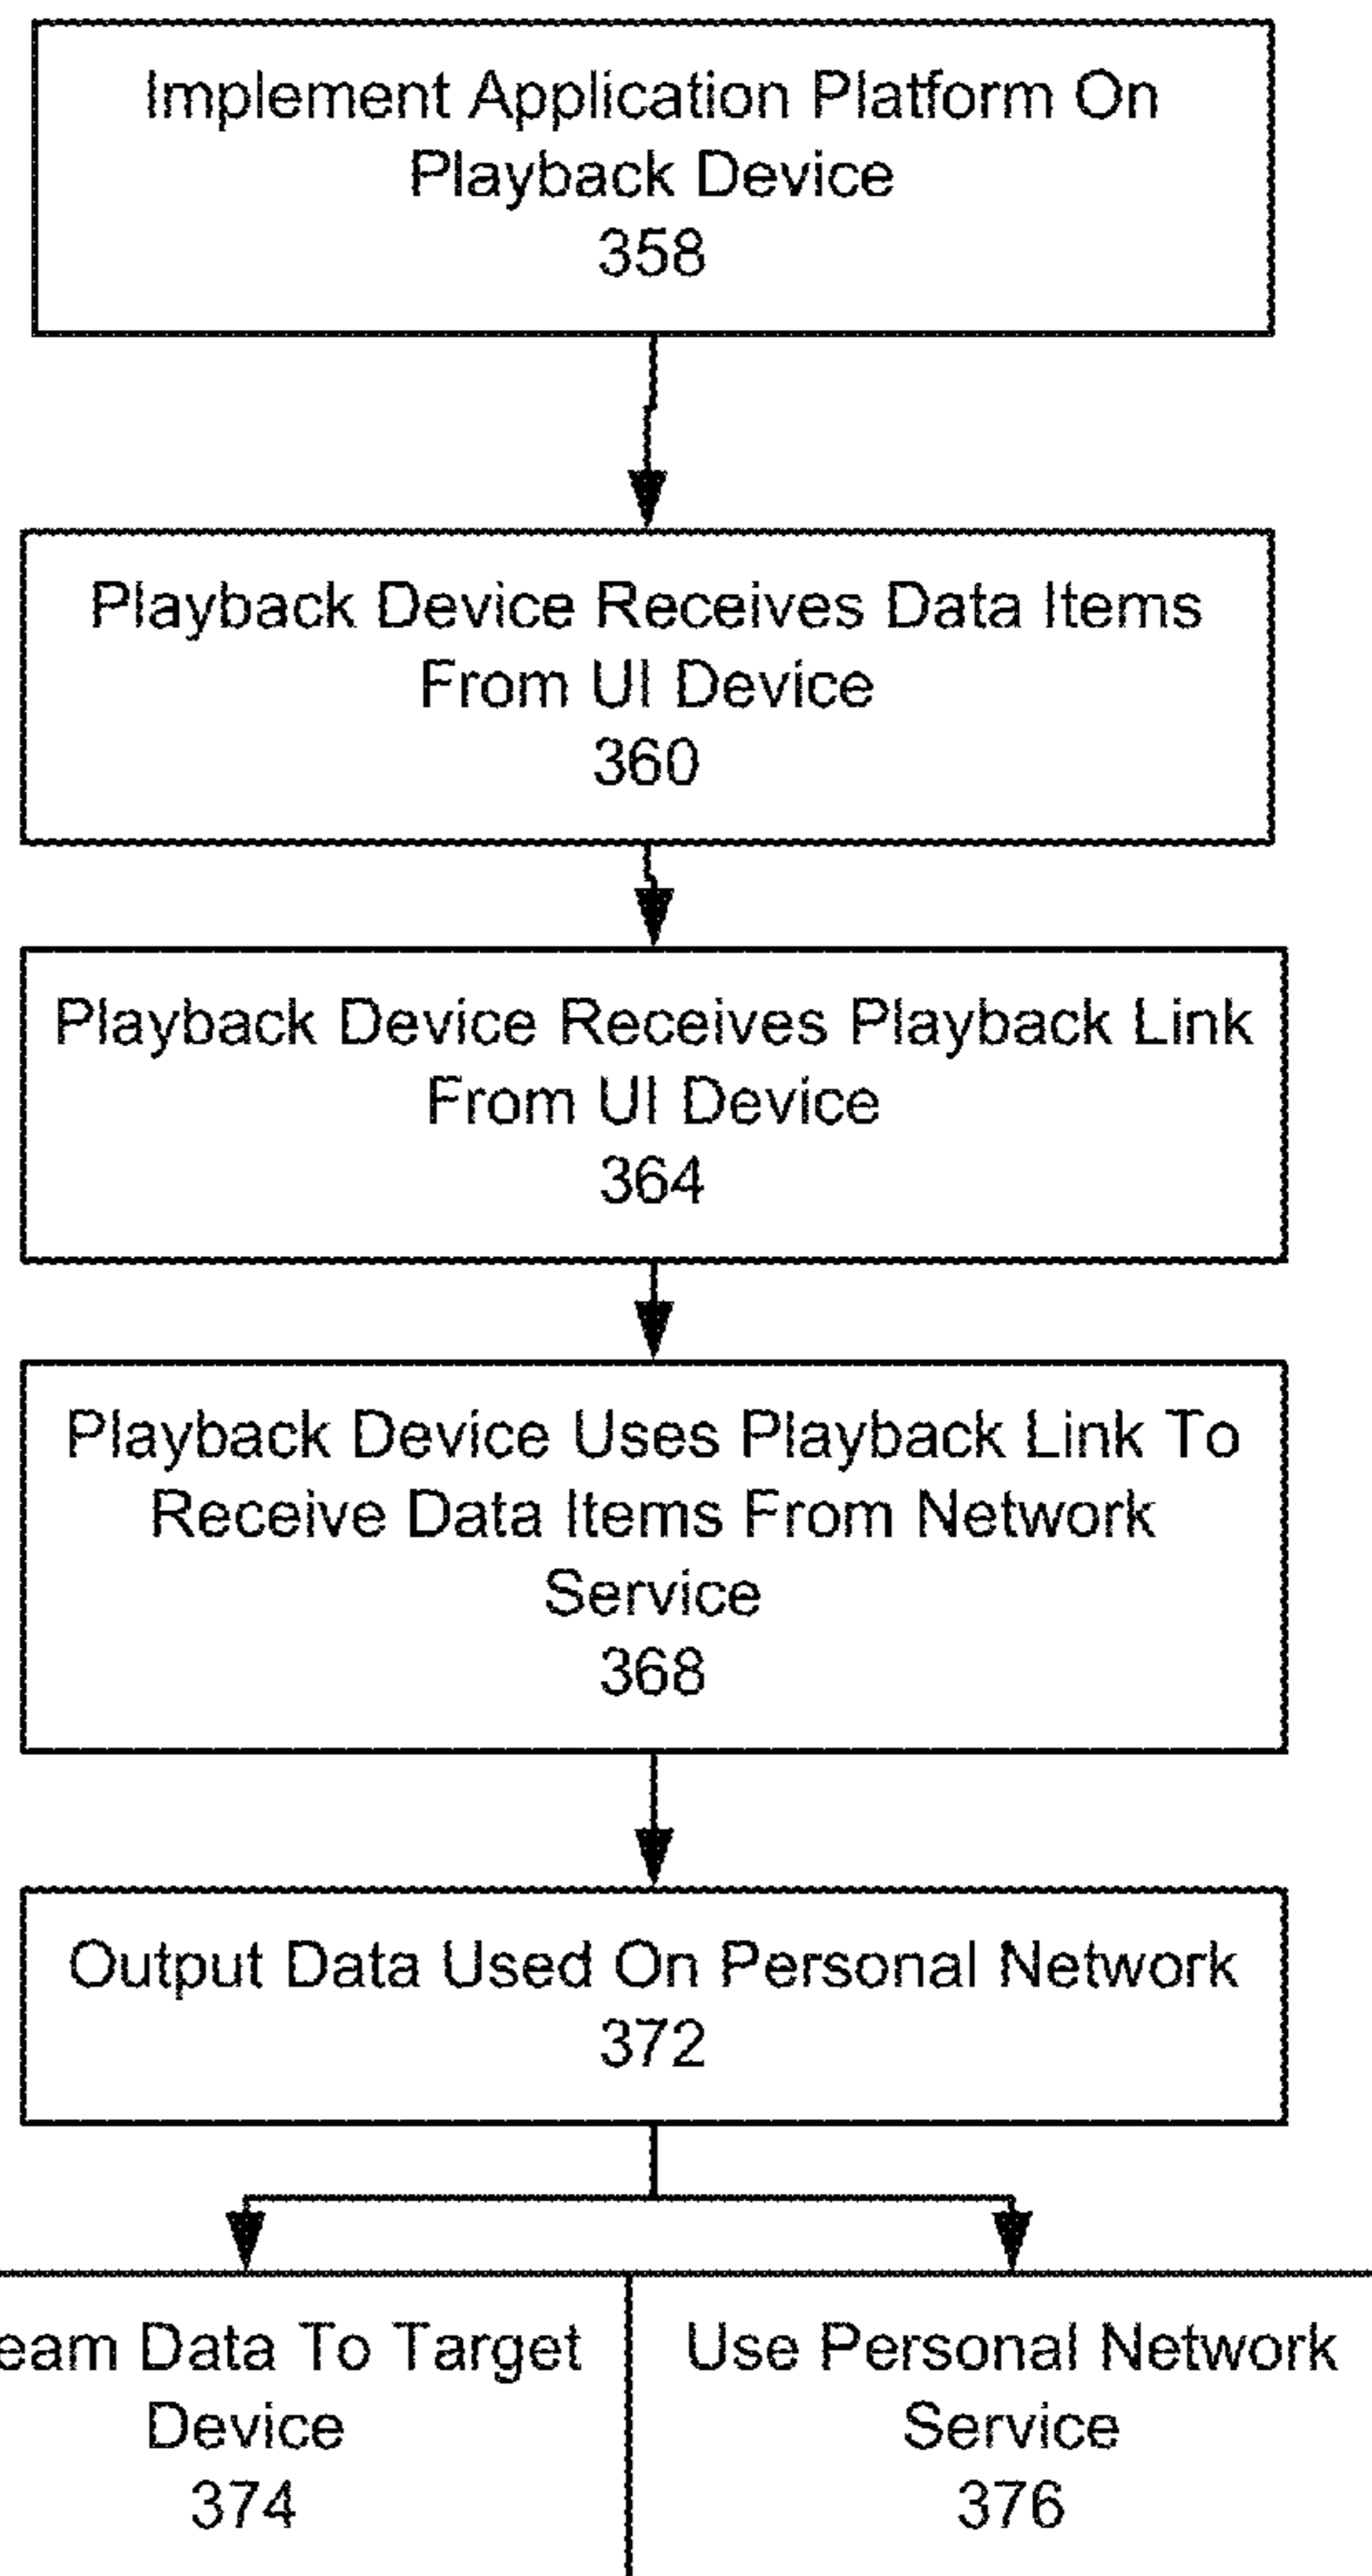 Implement Application Platform On
Playback Device
358
Playback Device Receives Data Items
From UI Device
360
Playback Device Receives Playback Link
From UI Device
364
Playback Device Uses Playback Link To
Receive Data Items From Network
Service
368
Output Data Used On Personal Network
372
Data To Target
Device
374
Use Personal Network
Service
376